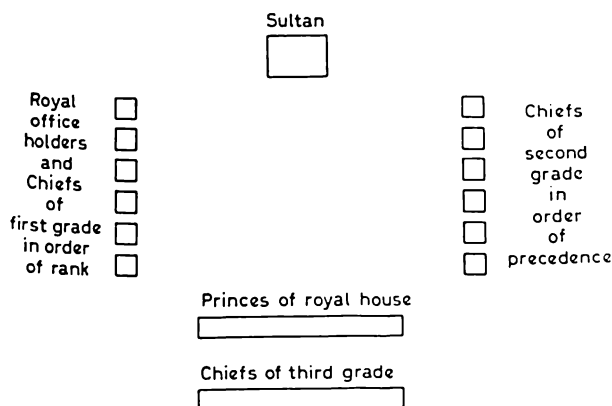 Sultan
Royal
office
holders
and
Chiefs
of
first grade
in order
of rank
Chiefs
of
second
grade
in
order
of
precedence
Princes of royal house
Chiefs of third grade